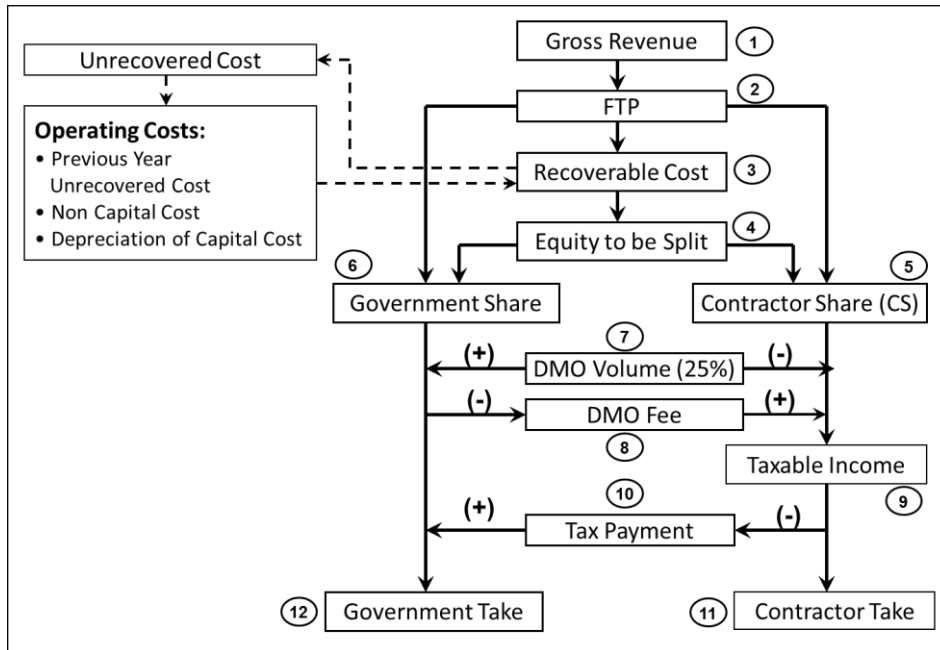 Gross Revenue
1
Unrecovered Cost
FTP
2
Operating Costs:
• Previous Year
Unrecovered Cost
• Non Capital Cost
• Depreciation of Capital Cost
Recoverable Cost
3
Equity to be Split
4
6
Government Share
5
Contractor Share (CS)
7
(+)
DMO Volume (25%)
(-)
(-)
DMO Fee
(+)
8
Taxable Income
9
10
(+)
Tax Payment
(-)
12
Government Take
11
Contractor Take